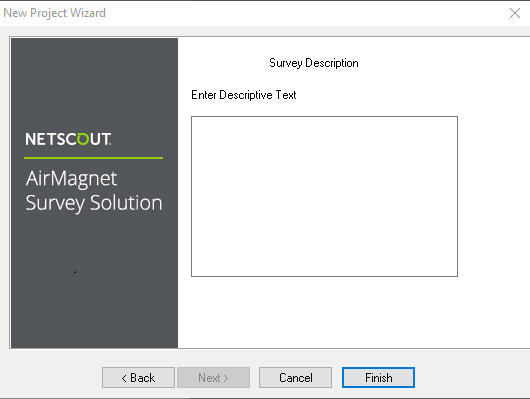 New Project Wizard
NETSCOUT
AirMagnet
Survey Solution
Survey Description
Enter Descriptive Text
< Back
Next >
Cancel
Finish